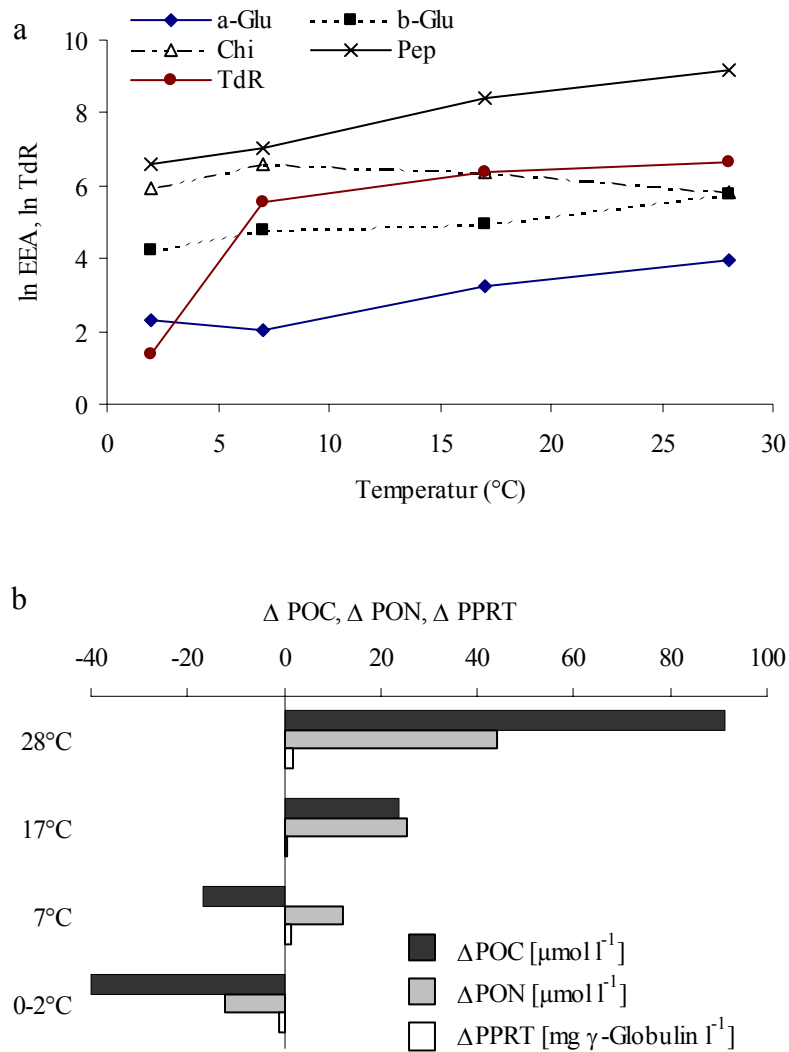 a
a-Glu b-Glu
Chi Pep
TdR
10
8
6
4
2
0
ln EEA, ln TdR
0 5 10 15 20 25 30
Temperatur (°C)
b
Δ POC, Δ PON, Δ PPRT
-40 -20 0 20 40 60 80 100
28°C
17°C
7°C
0-2°C
ΔPOC [μmol l⁻¹]
ΔPON [μmol l⁻¹]
ΔPPRT [mg γ-Globulin l⁻¹]